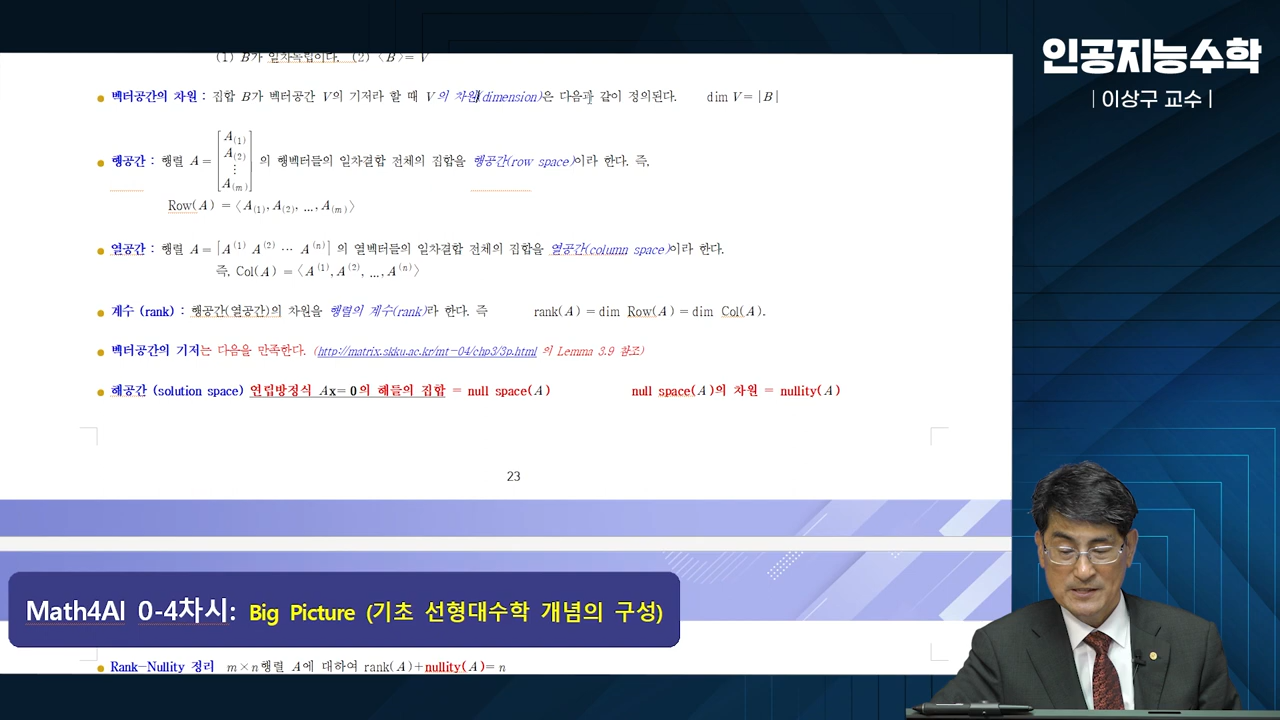 인공지능수학
| 이상구 교수 |
(1) B가 일차독립이다. (2) ⟨B⟩= V
벡터공간의 차원 : 집합 B가 벡터공간 V의 기저라 할 때 V의 차원(dimension)은 다음과 같이 정의된다. dim V = |B|
행공간 : 행렬 A = [A(1) A(2) ⋮ A(m)] 의 행벡터들의 일차결합 전체의 집합을 행공간(row space)이라 한다. 즉,
Row(A) = ⟨A(1), A(2), ..., A(m)⟩
열공간 : 행렬 A = [A(1) A(2) ⋯ A(n)] 의 열벡터들의 일차결합 전체의 집합을 열공간(column space)이라 한다.
즉, Col(A) = ⟨A(1), A(2), ..., A(n)⟩
계수 (rank) : 행공간(열공간)의 차원을 행렬의 계수(rank)라 한다. 즉 rank(A) = dim Row(A) = dim Col(A).
벡터공간의 기저는 다음을 만족한다. (http://matrix.skku.ac.kr/mt-04/chp3/3p.html 의 Lemma 3.9 참조)
해공간 (solution space) 연립방정식 Ax = 0의 해들의 집합 = null space(A) null space(A)의 차원 = nullity(A)
23
Math4AI 0-4차시: Big Picture (기초 선형대수학 개념의 구성)
Rank-Nullity 정리 m×n행렬 A에 대하여 rank(A)+nullity(A)= n